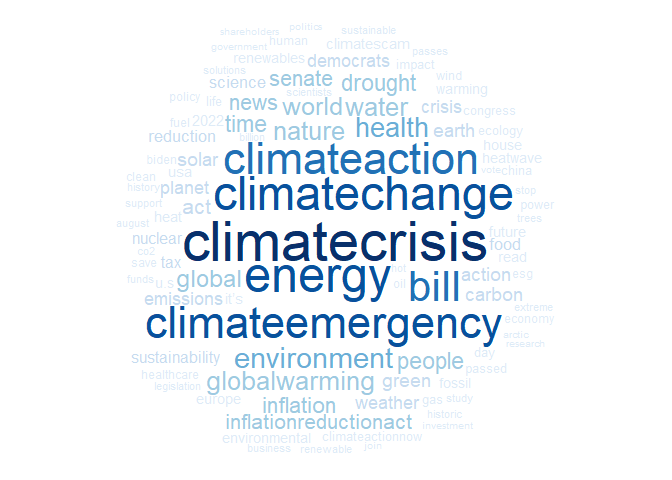 shareholders politics sustainable
government human climatescam passes
renewables democrats impact
solutions science senate drought wind
scientists warming
policy life news world water crisis congress
fuel 2022 time nature health earth ecology
reduction billion house
biden solar climateaction heatwave
clean usa vote china
history planet climatechange stop
support act power
heat trees
august nuclear climatecrisis future
co2 food
save tax global energy hot read
funds u.s oil bill action esg
emissions it's carbon extreme
climateemergency economy
arctic
research
sustainability environment people day
healthcare globalwarming green fossil passed
legislation
europe inflation weather gas study
inflationreductionact historic
investment
environmental climateactionnow
business renewable join